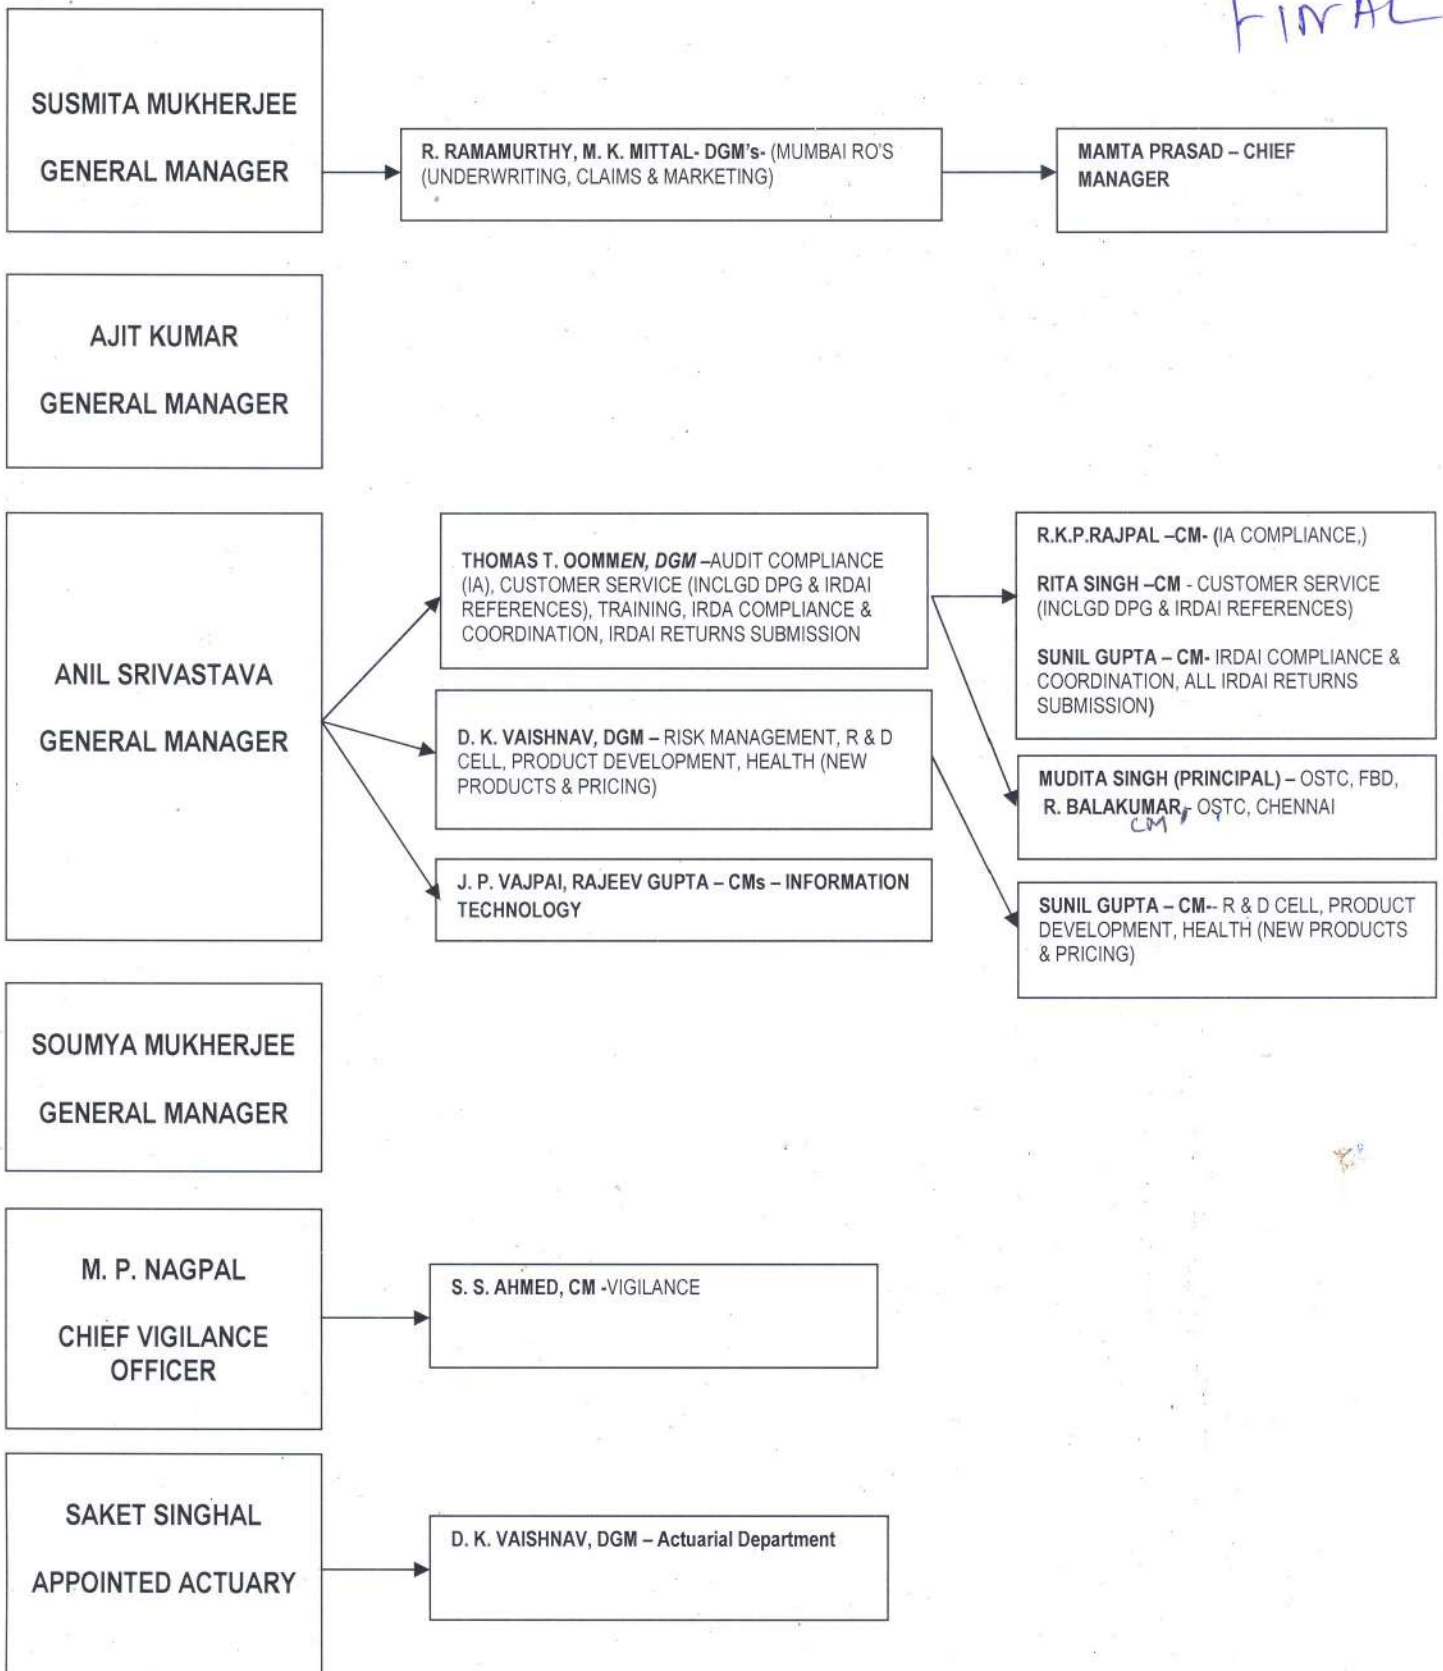 FINAL
SUSMITA MUKHERJEE
GENERAL MANAGER
R. RAMAMURTHY, M. K. MITTAL- DGM's- (MUMBAI RO'S
(UNDERWRITING, CLAIMS & MARKETING)
MAMTA PRASAD – CHIEF
MANAGER
AJIT KUMAR
GENERAL MANAGER
ANIL SRIVASTAVA
GENERAL MANAGER
THOMAS T. OOMMEN, DGM –AUDIT COMPLIANCE
(IA), CUSTOMER SERVICE (INCLGD DPG & IRDAI
REFERENCES), TRAINING, IRDA COMPLIANCE &
COORDINATION, IRDAI RETURNS SUBMISSION
D. K. VAISHNAV, DGM – RISK MANAGEMENT, R & D
CELL, PRODUCT DEVELOPMENT, HEALTH (NEW
PRODUCTS & PRICING)
J. P. VAJPAI, RAJEEV GUPTA – CMs – INFORMATION
TECHNOLOGY
R.K.P.RAJPAL –CM- (IA COMPLIANCE,)
RITA SINGH –CM - CUSTOMER SERVICE
(INCLGD DPG & IRDAI REFERENCES)
SUNIL GUPTA – CM- IRDAI COMPLIANCE &
COORDINATION, ALL IRDAI RETURNS
SUBMISSION)
MUDITA SINGH (PRINCIPAL) – OSTC, FBD,
R. BALAKUMAR, - OSTC, CHENNAI
CM,
SUNIL GUPTA – CM-- R & D CELL, PRODUCT
DEVELOPMENT, HEALTH (NEW PRODUCTS
& PRICING)
SOUMYA MUKHERJEE
GENERAL MANAGER
M. P. NAGPAL
CHIEF VIGILANCE
OFFICER
S. S. AHMED, CM -VIGILANCE
SAKET SINGHAL
APPOINTED ACTUARY
D. K. VAISHNAV, DGM – Actuarial Department